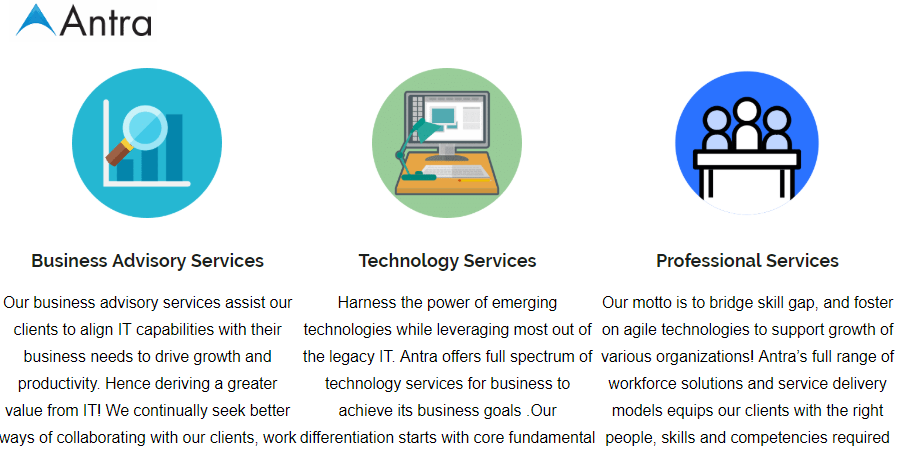 Antra
Business Advisory Services
Our business advisory services assist our
clients to align IT capabilities with their
business needs to drive growth and
productivity. Hence deriving a greater
value from IT! We continually seek better
ways of collaborating with our clients, work
Technology Services
Harness the power of emerging
technologies while leveraging most out of
the legacy IT. Antra offers full spectrum of
technology services for business to
achieve its business goals .Our
differentiation starts with core fundamental
Professional Services
Our motto is to bridge skill gap, and foster
on agile technologies to support growth of
various organizations! Antra’s full range of
workforce solutions and service delivery
models equips our clients with the right
people, skills and competencies required